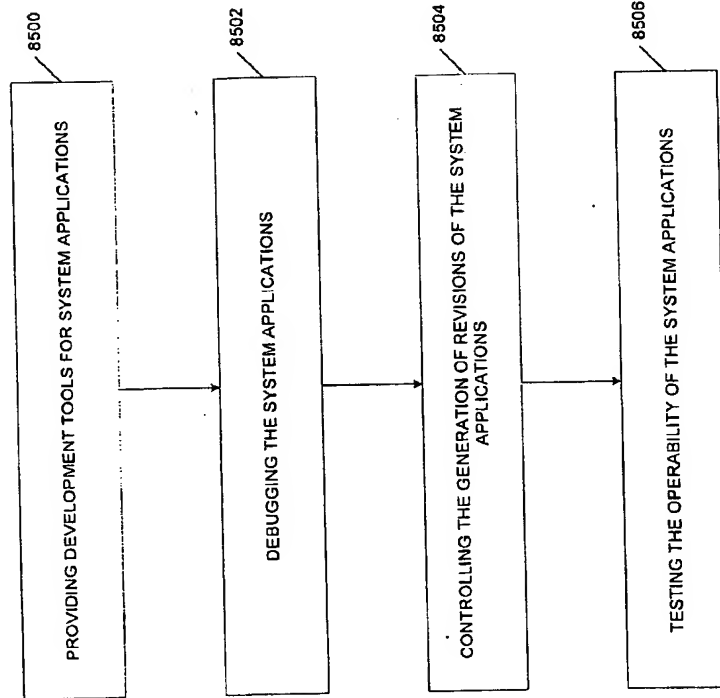 8500
PROVIDING DEVELOPMENT TOOLS FOR SYSTEM APPLICATIONS
8502
DEBUGGING THE SYSTEM APPLICATIONS
8504
CONTROLLING THE GENERATION OF REVISIONS OF THE SYSTEM
APPLICATIONS
8506
TESTING THE OPERABILITY OF THE SYSTEM APPLICATIONS